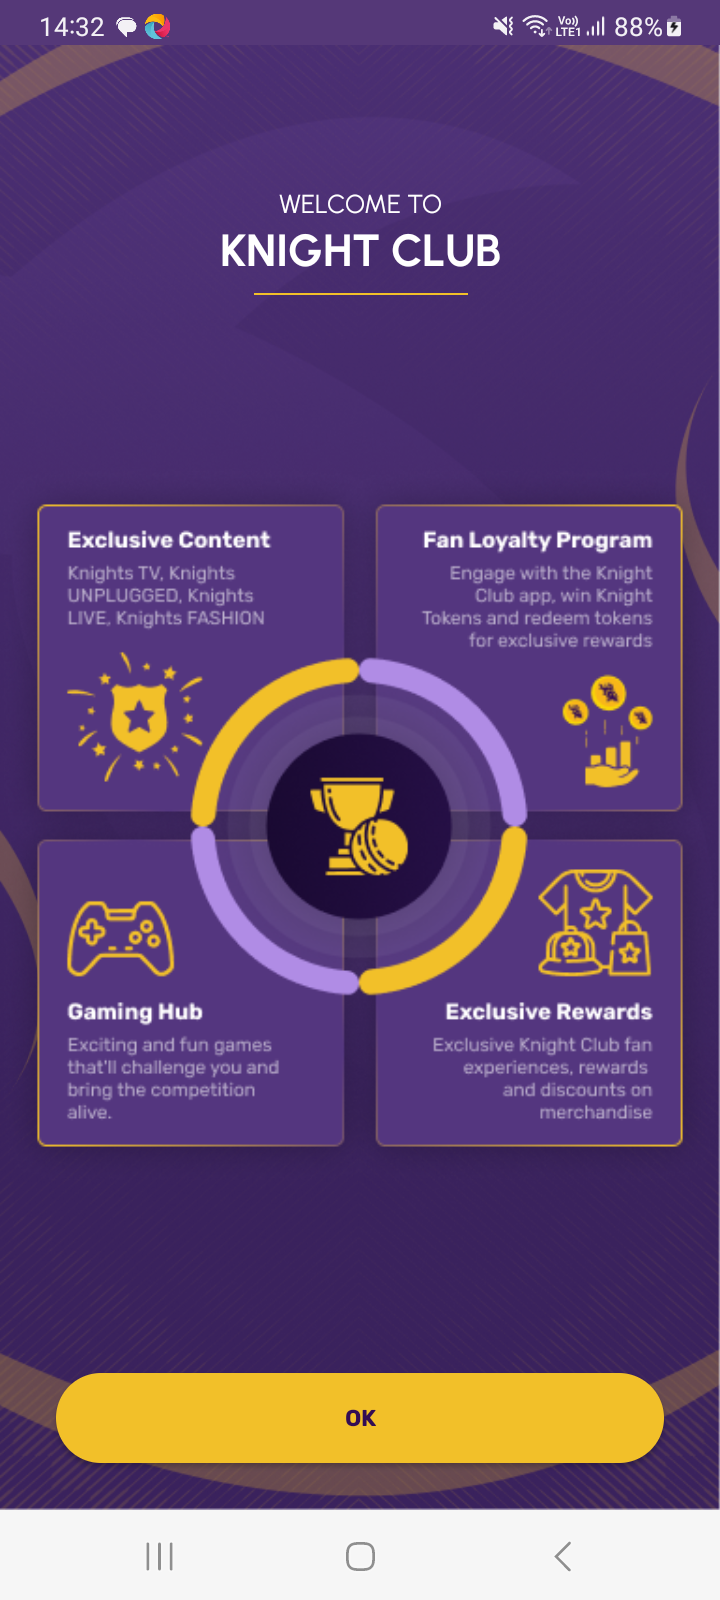 14:32
Vo))
LTE1
88%
WELCOME TO
KNIGHT CLUB
Exclusive Content
Knights TV, Knights
UNPLUGGED, Knights
LIVE, Knights FASHION
Fan Loyalty Program
Engage with the Knight
Club app, win Knight
Tokens and redeem tokens
for exclusive rewards
Gaming Hub
Exciting and fun games
that'll challenge you and
bring the competition
alive.
Exclusive Rewards
Exclusive Knight Club fan
experiences, rewards
and discounts on
merchandise
OK